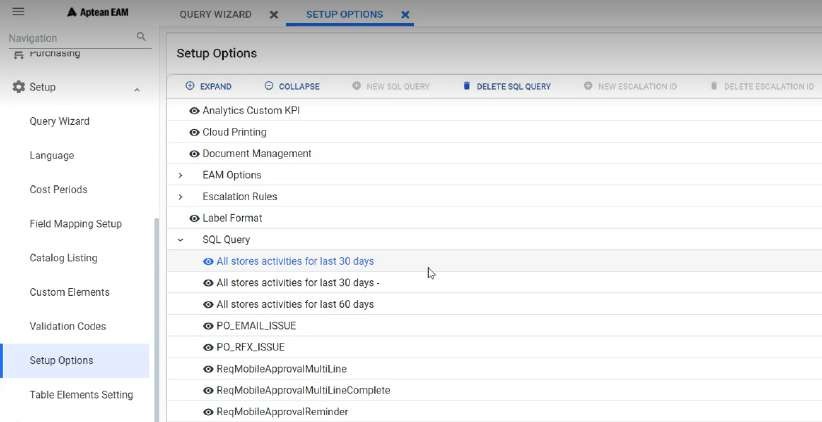 Aptean EAM
QUERY WIZARD
SETUP OPTIONS
Navigation
Purchasing
Setup
Query Wizard
Language
Cost Periods
Field Mapping Setup
Catalog Listing
Custom Elements
Validation Codes
Setup Options
Table Elements Setting
Setup Options
EXPAND
COLLAPSE
NEW SQL QUERY
DELETE SQL QUERY
NEW ESCALATION ID
DELETE ESCALATION ID
Analytics Custom KPI
Cloud Printing
Document Management
EAM Options
Escalation Rules
Label Format
SQL Query
All stores activities for last 30 days
All stores activities for last 30 days -
All stores activities for last 60 days
PO_EMAIL_ISSUE
PO_RFX_ISSUE
ReqMobileApprovalMultiLine
ReqMobileApprovalMultiLineComplete
ReqMobileApprovalReminder